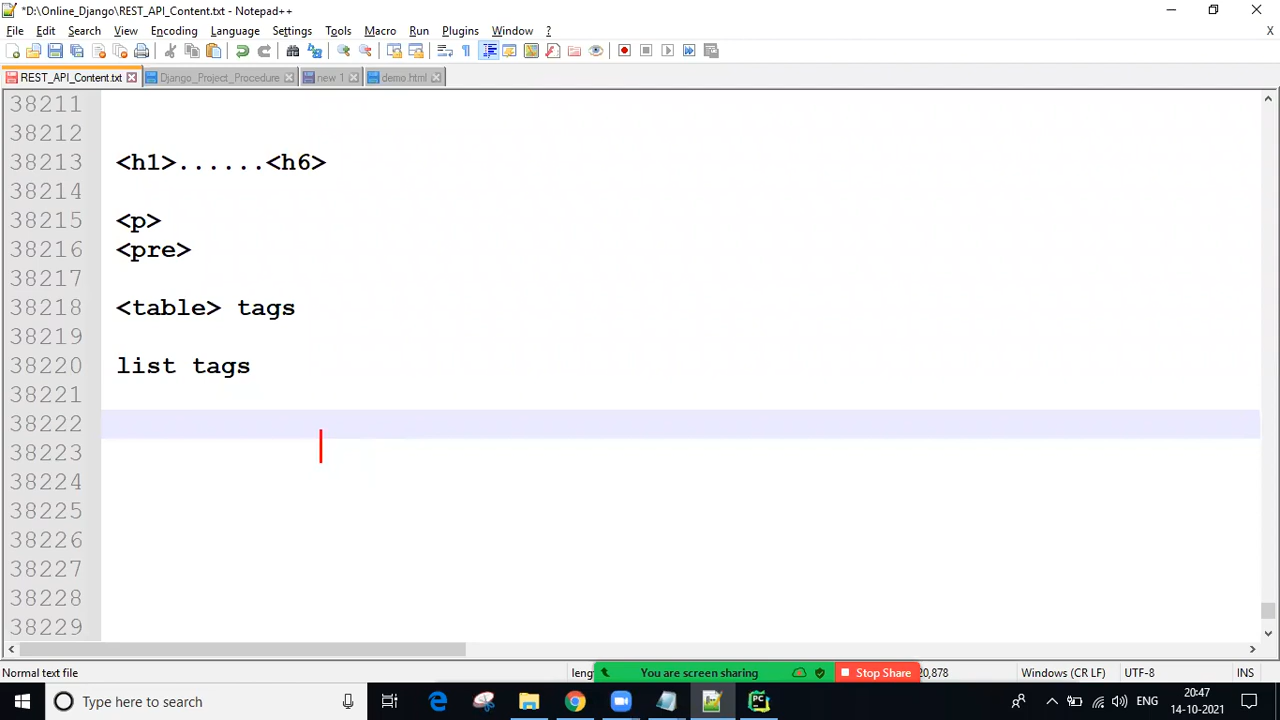 *D:\Online_Django\REST_API_Content.txt - Notepad++
File Edit Search View Encoding Language Settings Tools Macro Run Plugins Window ?
X
REST_API_Content.txt Django_Project_Procedure new 1 demo.html
38211
38212
38213 <h1>......<h6>
38214
38215 <p>
38216 <pre>
38217
38218 <table> tags
38219
38220 list tags
38221
38222
38223
38224
38225
38226
38227
38228
38229
Normal text file You are screen sharing Stop Share 20,878 Windows (CR LF) UTF-8 INS
Type here to search ENG 20:47
14-10-2021